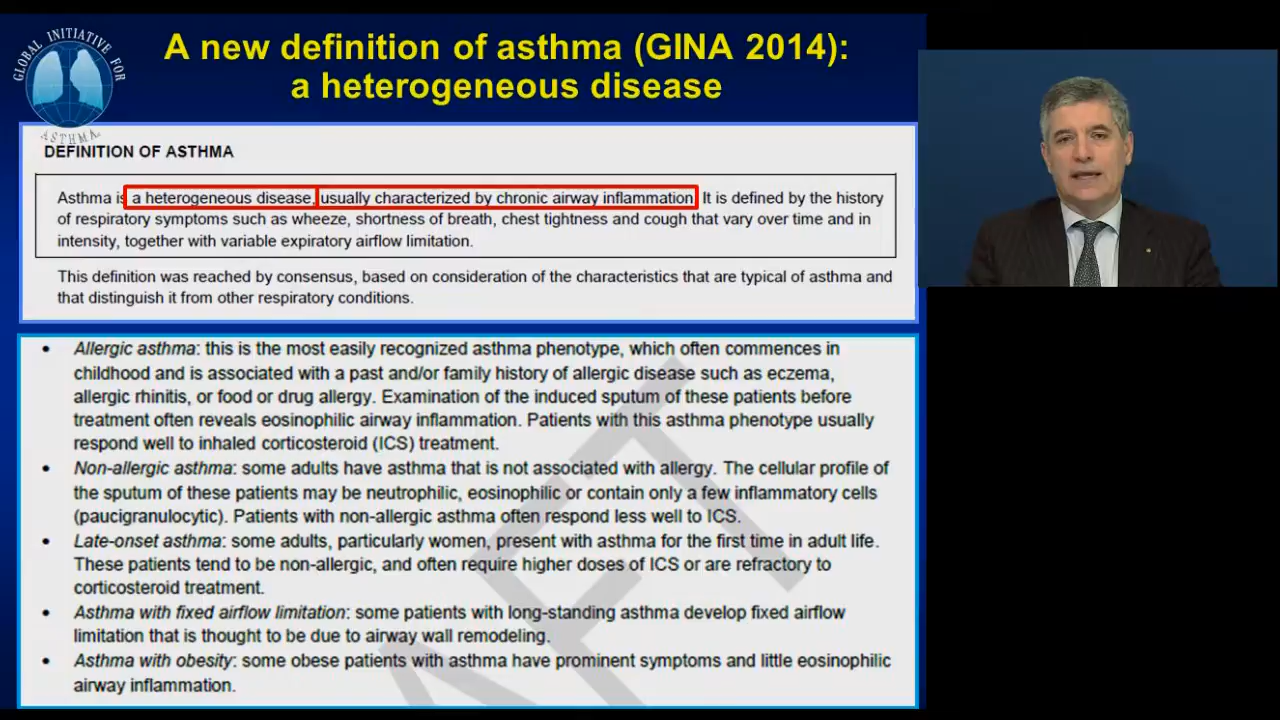 GLOBAL INITIATIVE FOR
ASTHMA
A new definition of asthma (GINA 2014):
a heterogeneous disease
DEFINITION OF ASTHMA
Asthma is a heterogeneous disease, usually characterized by chronic airway inflammation. It is defined by the history
of respiratory symptoms such as wheeze, shortness of breath, chest tightness and cough that vary over time and in
intensity, together with variable expiratory airflow limitation.
This definition was reached by consensus, based on consideration of the characteristics that are typical of asthma and
that distinguish it from other respiratory conditions.
• Allergic asthma: this is the most easily recognized asthma phenotype, which often commences in
childhood and is associated with a past and/or family history of allergic disease such as eczema,
allergic rhinitis, or food or drug allergy. Examination of the induced sputum of these patients before
treatment often reveals eosinophilic airway inflammation. Patients with this asthma phenotype usually
respond well to inhaled corticosteroid (ICS) treatment.
• Non-allergic asthma: some adults have asthma that is not associated with allergy. The cellular profile of
the sputum of these patients may be neutrophilic, eosinophilic or contain only a few inflammatory cells
(paucigranulocytic). Patients with non-allergic asthma often respond less well to ICS.
• Late-onset asthma: some adults, particularly women, present with asthma for the first time in adult life.
These patients tend to be non-allergic, and often require higher doses of ICS or are refractory to
corticosteroid treatment.
• Asthma with fixed airflow limitation: some patients with long-standing asthma develop fixed airflow
limitation that is thought to be due to airway wall remodeling.
• Asthma with obesity: some obese patients with asthma have prominent symptoms and little eosinophilic
airway inflammation.